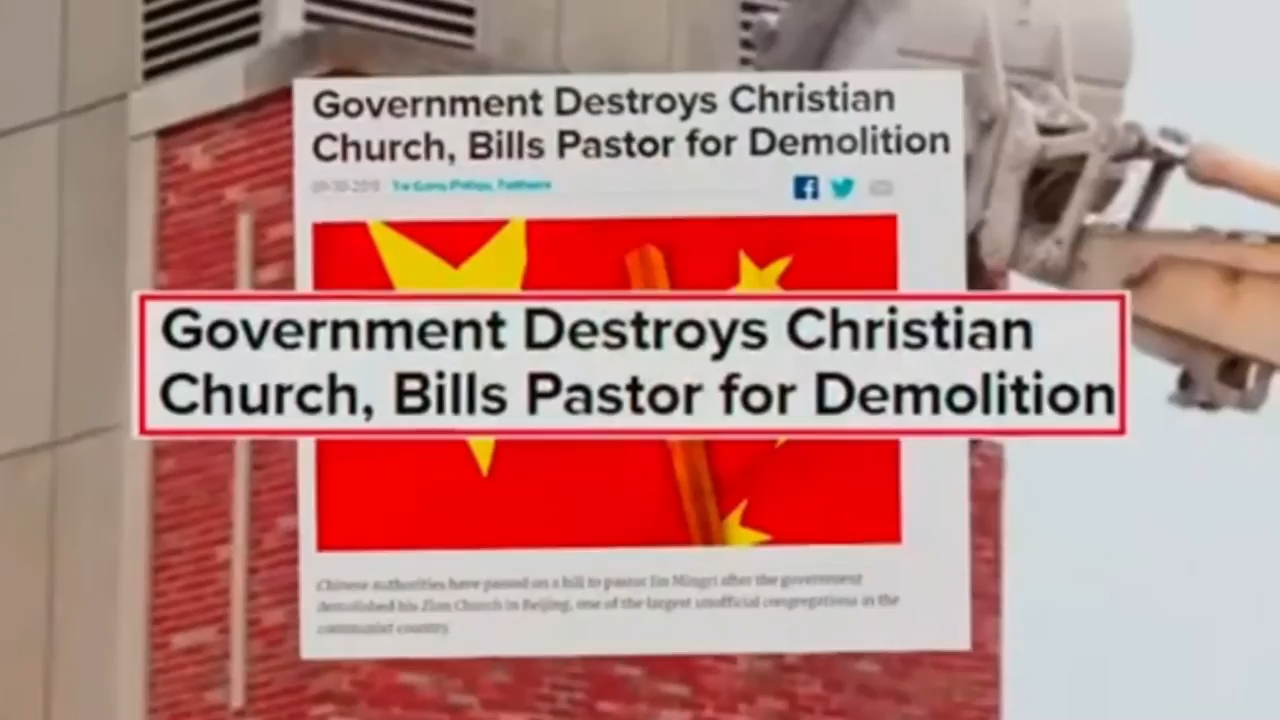 Government Destroys Christian
Church, Bills Pastor for Demolition
Government Destroys Christian
Church, Bills Pastor for Demolition
Chinese authorities have passed on a bill to pastor Jin Mingri after the government
demolished his Zion Church in Beijing, one of the largest unofficial congregations in the
communist country